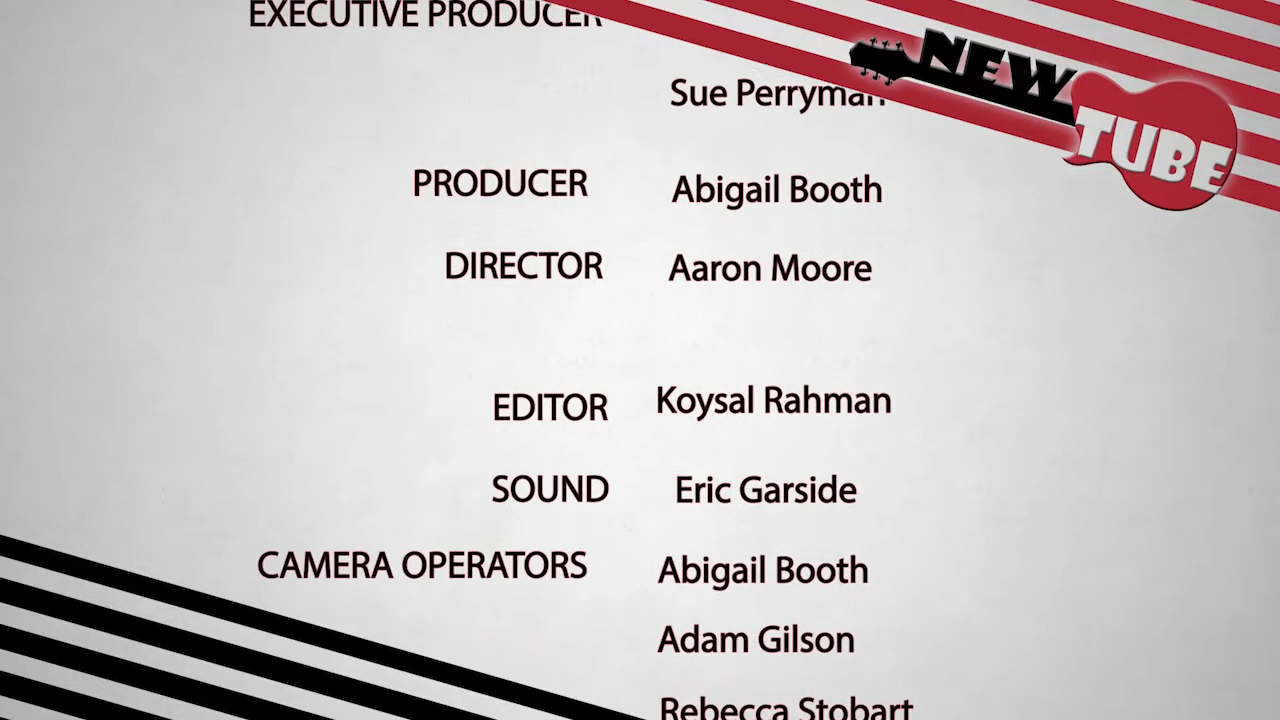 EXECUTIVE PRODUCER
Sue Perryman
NEW
TUBE
PRODUCER Abigail Booth
DIRECTOR Aaron Moore
EDITOR Koysal Rahman
SOUND Eric Garside
CAMERA OPERATORS Abigail Booth
Adam Gilson
Rebecca Stobart